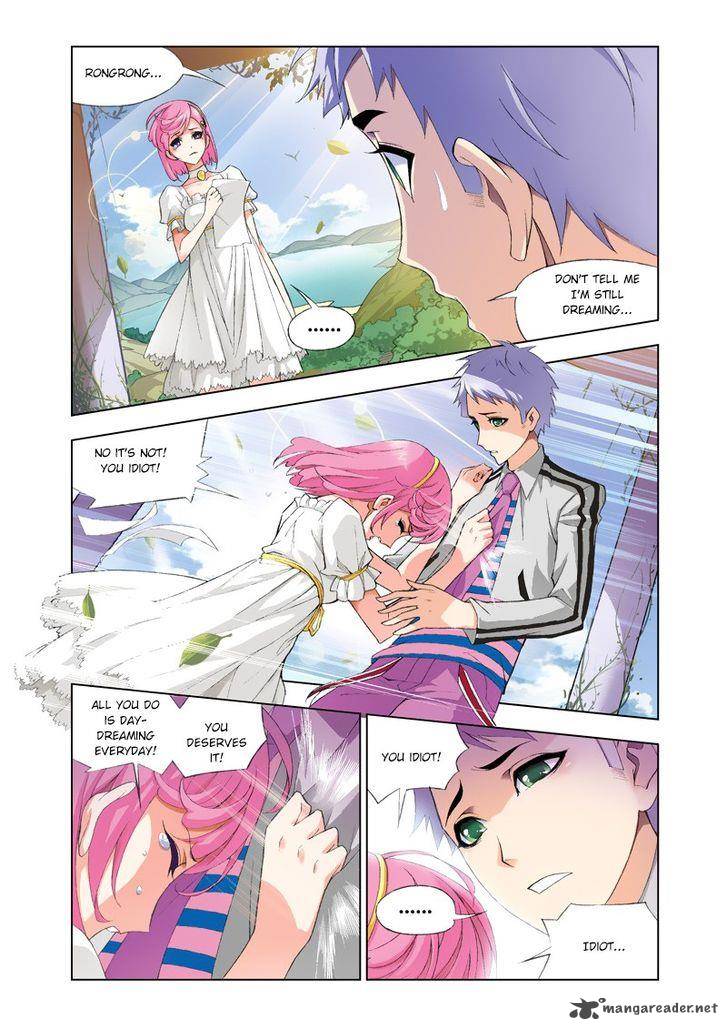 RONGRONG...
......
DON'T TELL ME
I'M STILL
DREAMING...
NO IT'S NOT!
YOU IDIOT!
ALL YOU DO
IS DAY-
DREAMING
EVERYDAY!
YOU
DESERVES
IT!
YOU IDIOT!
......
IDIOT...
mangareader.net